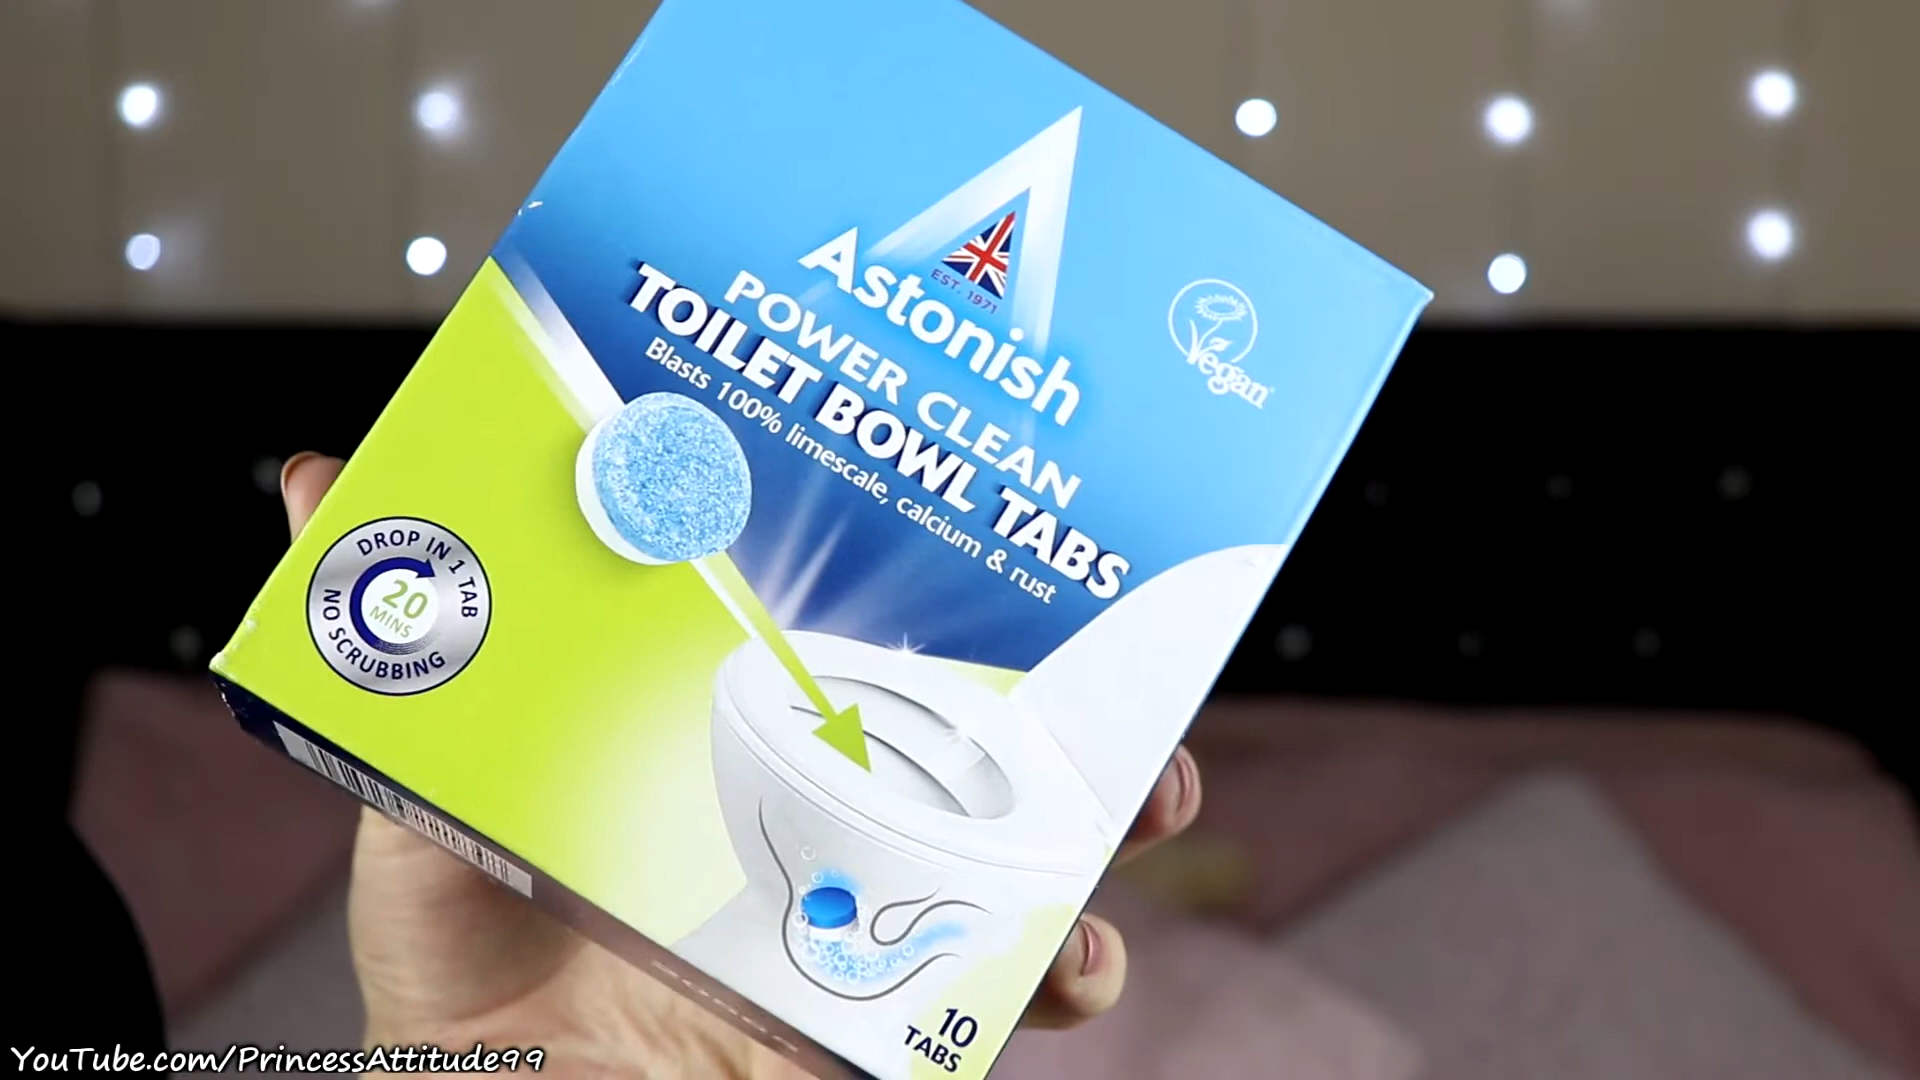 Astonish
EST. 1971
POWER CLEAN
TOILET BOWL TABS
Blasts 100% limescale, calcium & rust
Vegan
DROP IN 1 TAB
20
MINS
NO SCRUBBING
10
TABS
YouTube.com/PrincessAttitude99